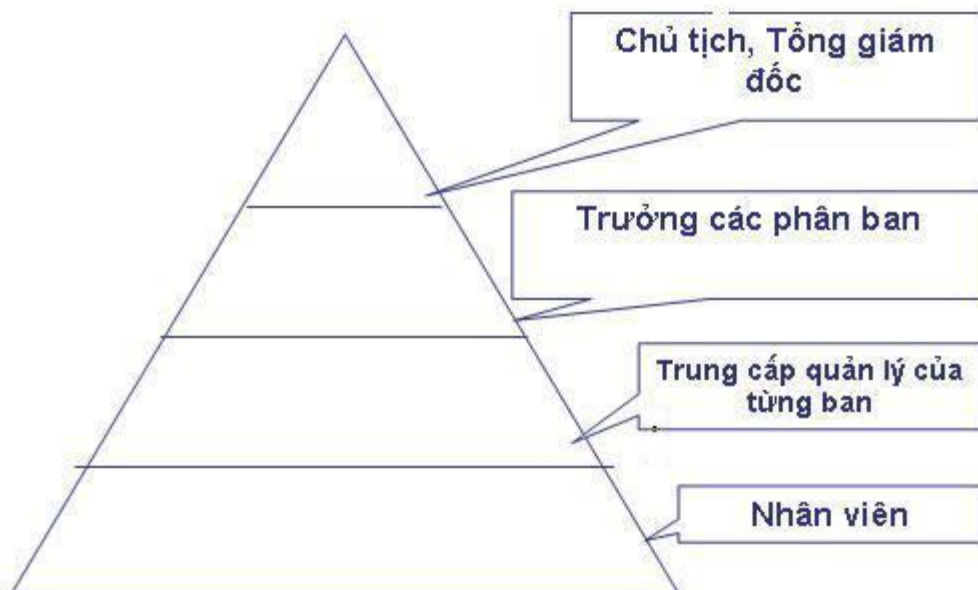 Chủ tịch, Tổng giám
đốc
Trưởng các phân ban
Trung cấp quản lý của
từng ban
Nhân viên